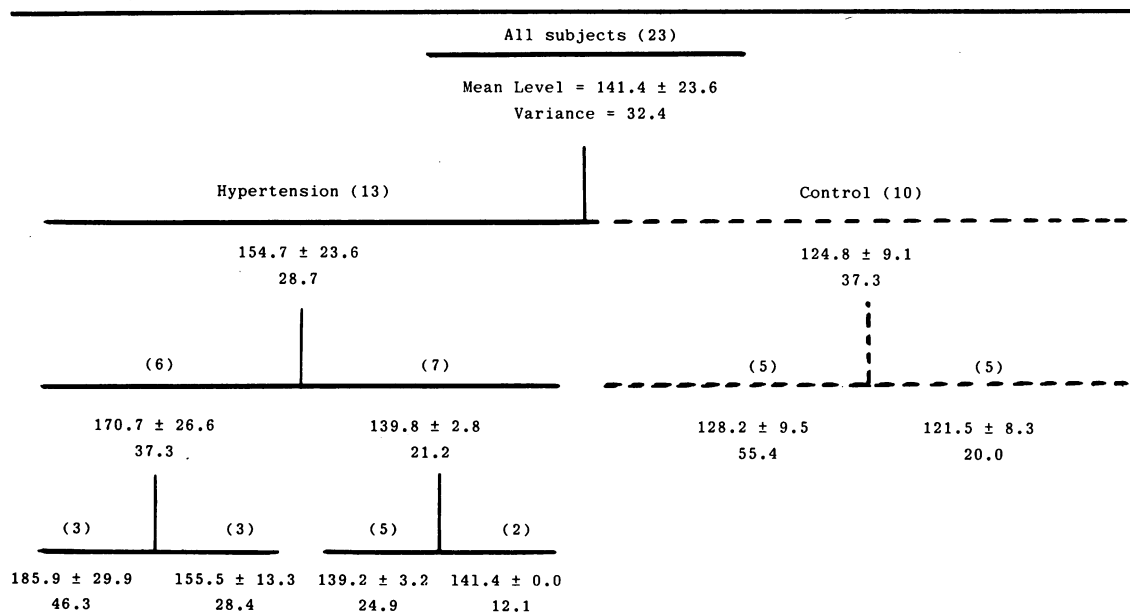 All subjects (23)
Mean Level = 141.4 ± 23.6
Variance = 32.4
Hypertension (13) Control (10)
154.7 ± 23.6 124.8 ± 9.1
28.7 37.3
(6) (7) (5) (5)
170.7 ± 26.6 139.8 ± 2.8 128.2 ± 9.5 121.5 ± 8.3
37.3 21.2 55.4 20.0
(3) (3) (5) (2)
185.9 ± 29.9 155.5 ± 13.3 139.2 ± 3.2 141.4 ± 0.0
46.3 28.4 24.9 12.1